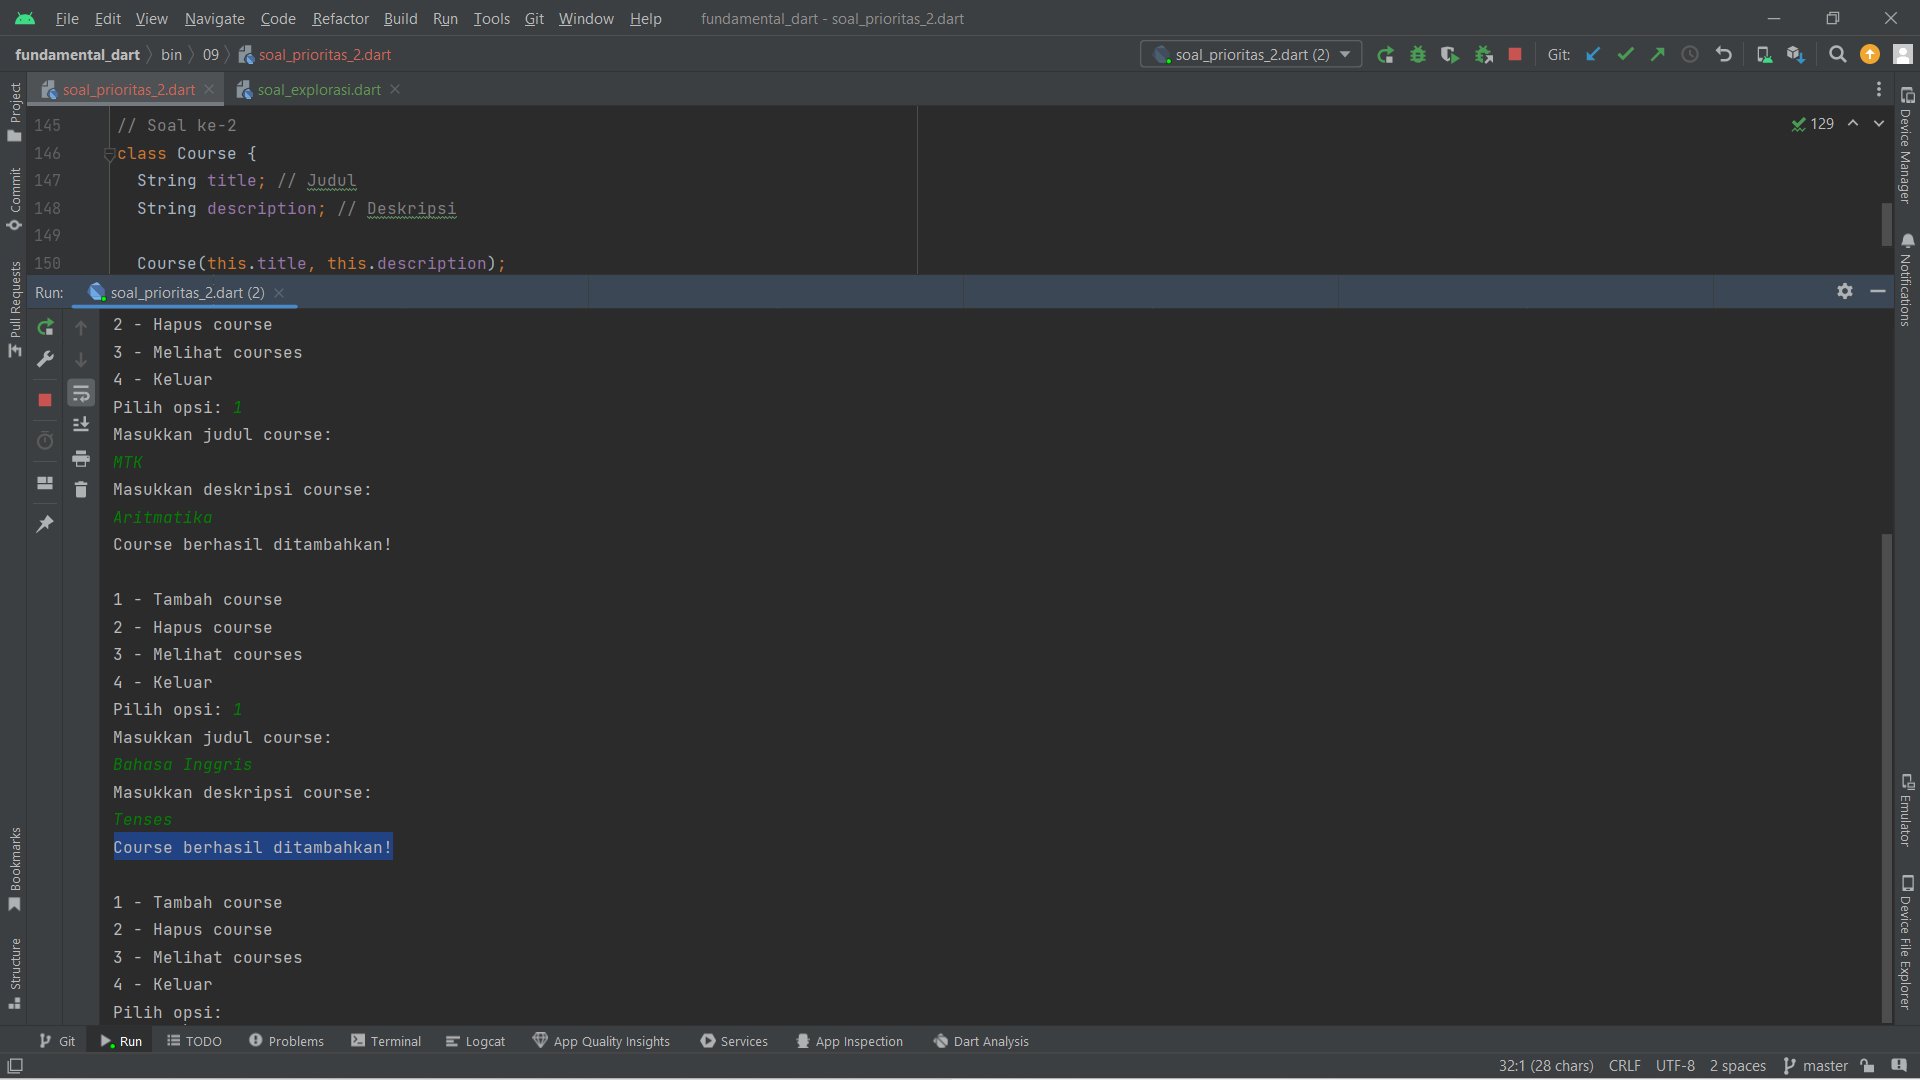 File Edit View Navigate Code Refactor Build Run Tools Git Window Help fundamental_dart - soal_prioritas_2.dart
fundamental_dart bin 09 soal_prioritas_2.dart soal_prioritas_2.dart (2) Git:
soal_prioritas_2.dart soal_explorasi.dart
145 // Soal ke-2
129
146 class Course {
147 String title; // Judul
148 String description; // Deskripsi
149
150 Course(this.title, this.description);
Run: soal_prioritas_2.dart (2)
2 - Hapus course
3 - Melihat courses
4 - Keluar
Pilih opsi: 1
Masukkan judul course:
MTK
Masukkan deskripsi course:
Aritmatika
Course berhasil ditambahkan!
1 - Tambah course
2 - Hapus course
3 - Melihat courses
4 - Keluar
Pilih opsi: 1
Masukkan judul course:
Bahasa Inggris
Masukkan deskripsi course:
Tenses
Course berhasil ditambahkan!
1 - Tambah course
2 - Hapus course
3 - Melihat courses
4 - Keluar
Pilih opsi:
Project
Commit
Pull Requests
Bookmarks
Structure
Device Manager
Notifications
Emulator
Device File Explorer
Git Run TODO Problems Terminal Logcat App Quality Insights Services App Inspection Dart Analysis
32:1 (28 chars) CRLF UTF-8 2 spaces master